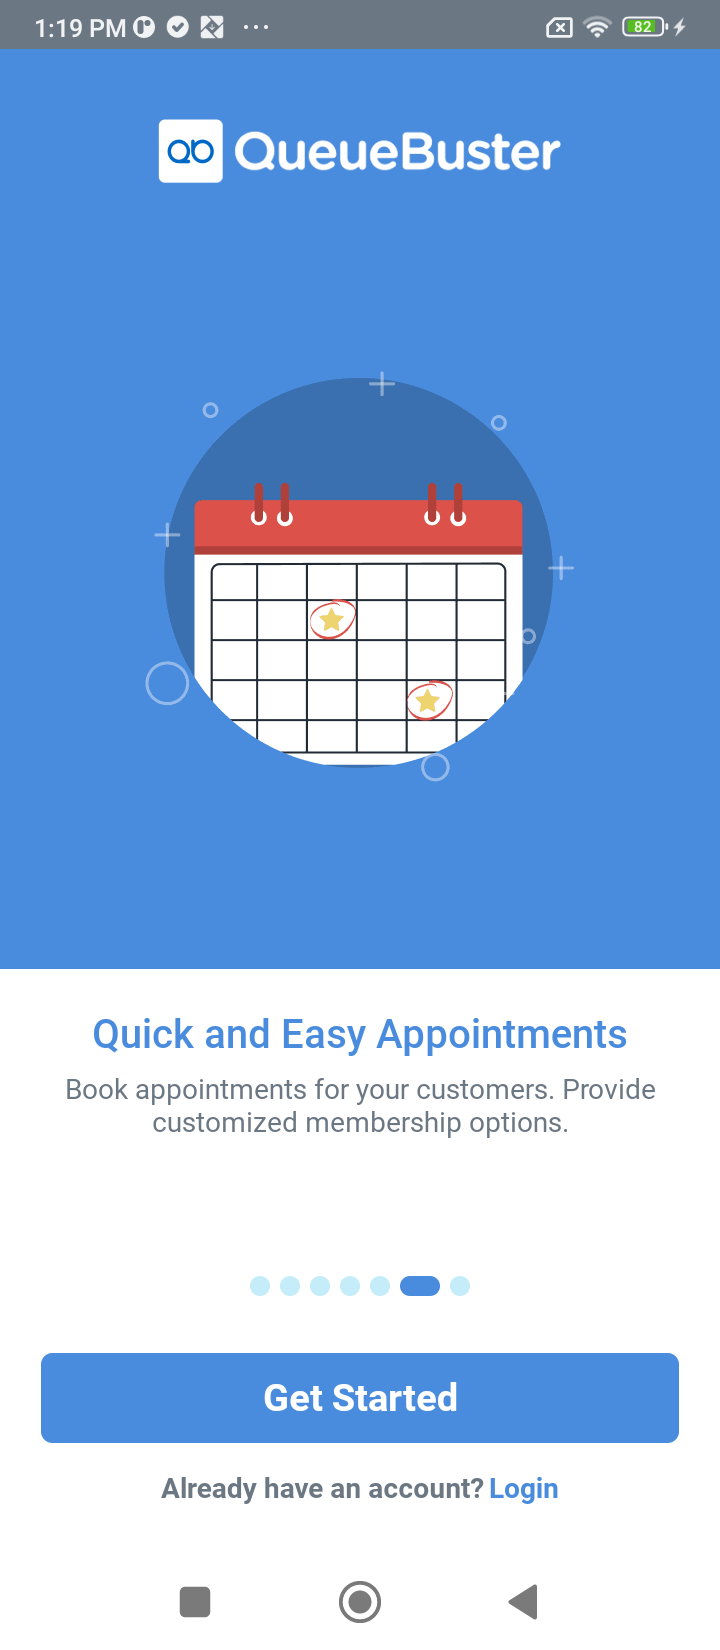 1:19 PM
82
QueueBuster
Quick and Easy Appointments
Book appointments for your customers. Provide
customized membership options.
Get Started
Already have an account? Login